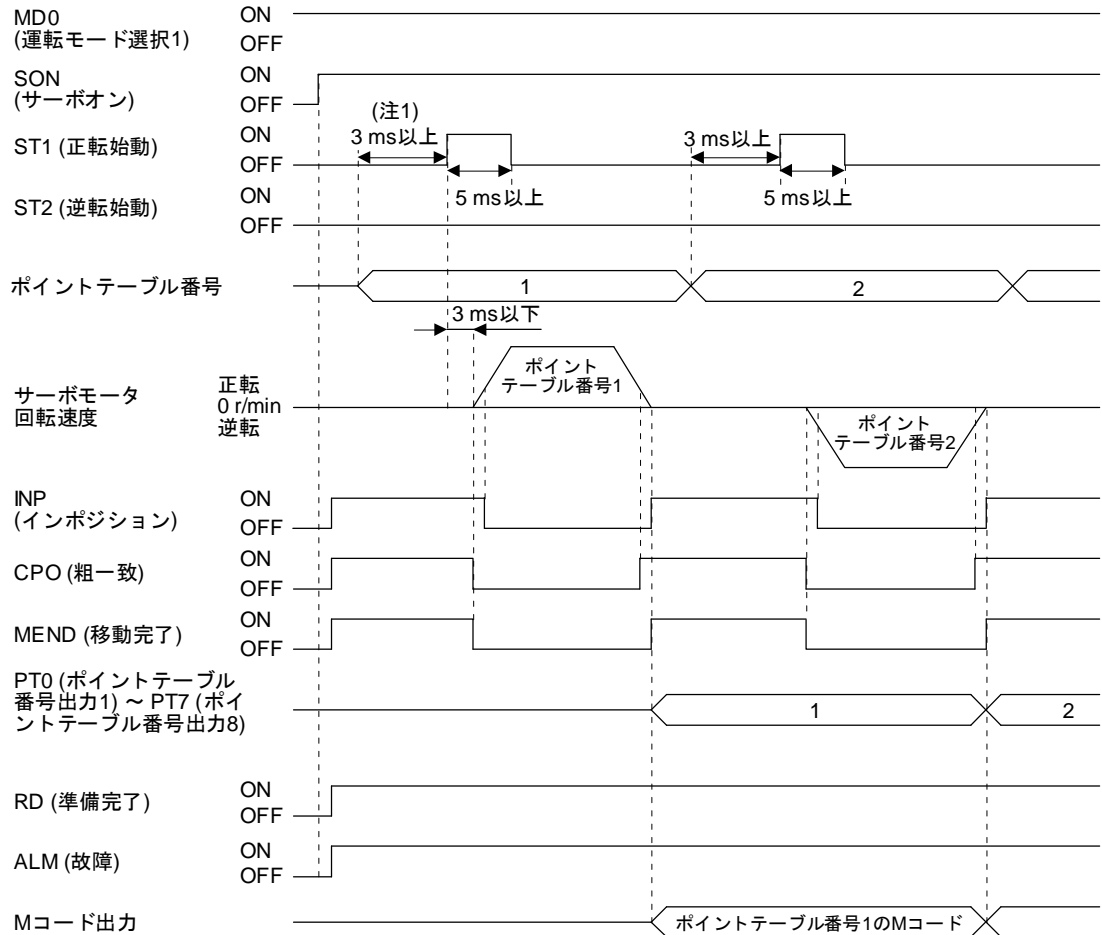 MD0
(運転モード選択1)
ON
OFF
SON
(サーボオン)
ON
OFF
ST1 (正転始動)
ON
OFF
(注1)
3 ms以上
5 ms以上
3 ms以上
5 ms以上
ST2 (逆転始動)
ON
OFF
ポイントテーブル番号
1
2
3 ms以下
サーボモータ
回転速度
正転
0 r/min
逆転
ポイント
テーブル番号1
ポイント
テーブル番号2
INP
(インポジション)
ON
OFF
CPO (粗一致)
ON
OFF
MEND (移動完了)
ON
OFF
PT0 (ポイントテーブル
番号出力1) ～ PT7 (ポイ
ントテーブル番号出力8)
1
2
RD (準備完了)
ON
OFF
ALM (故障)
ON
OFF
Mコード出力
ポイントテーブル番号1のMコード